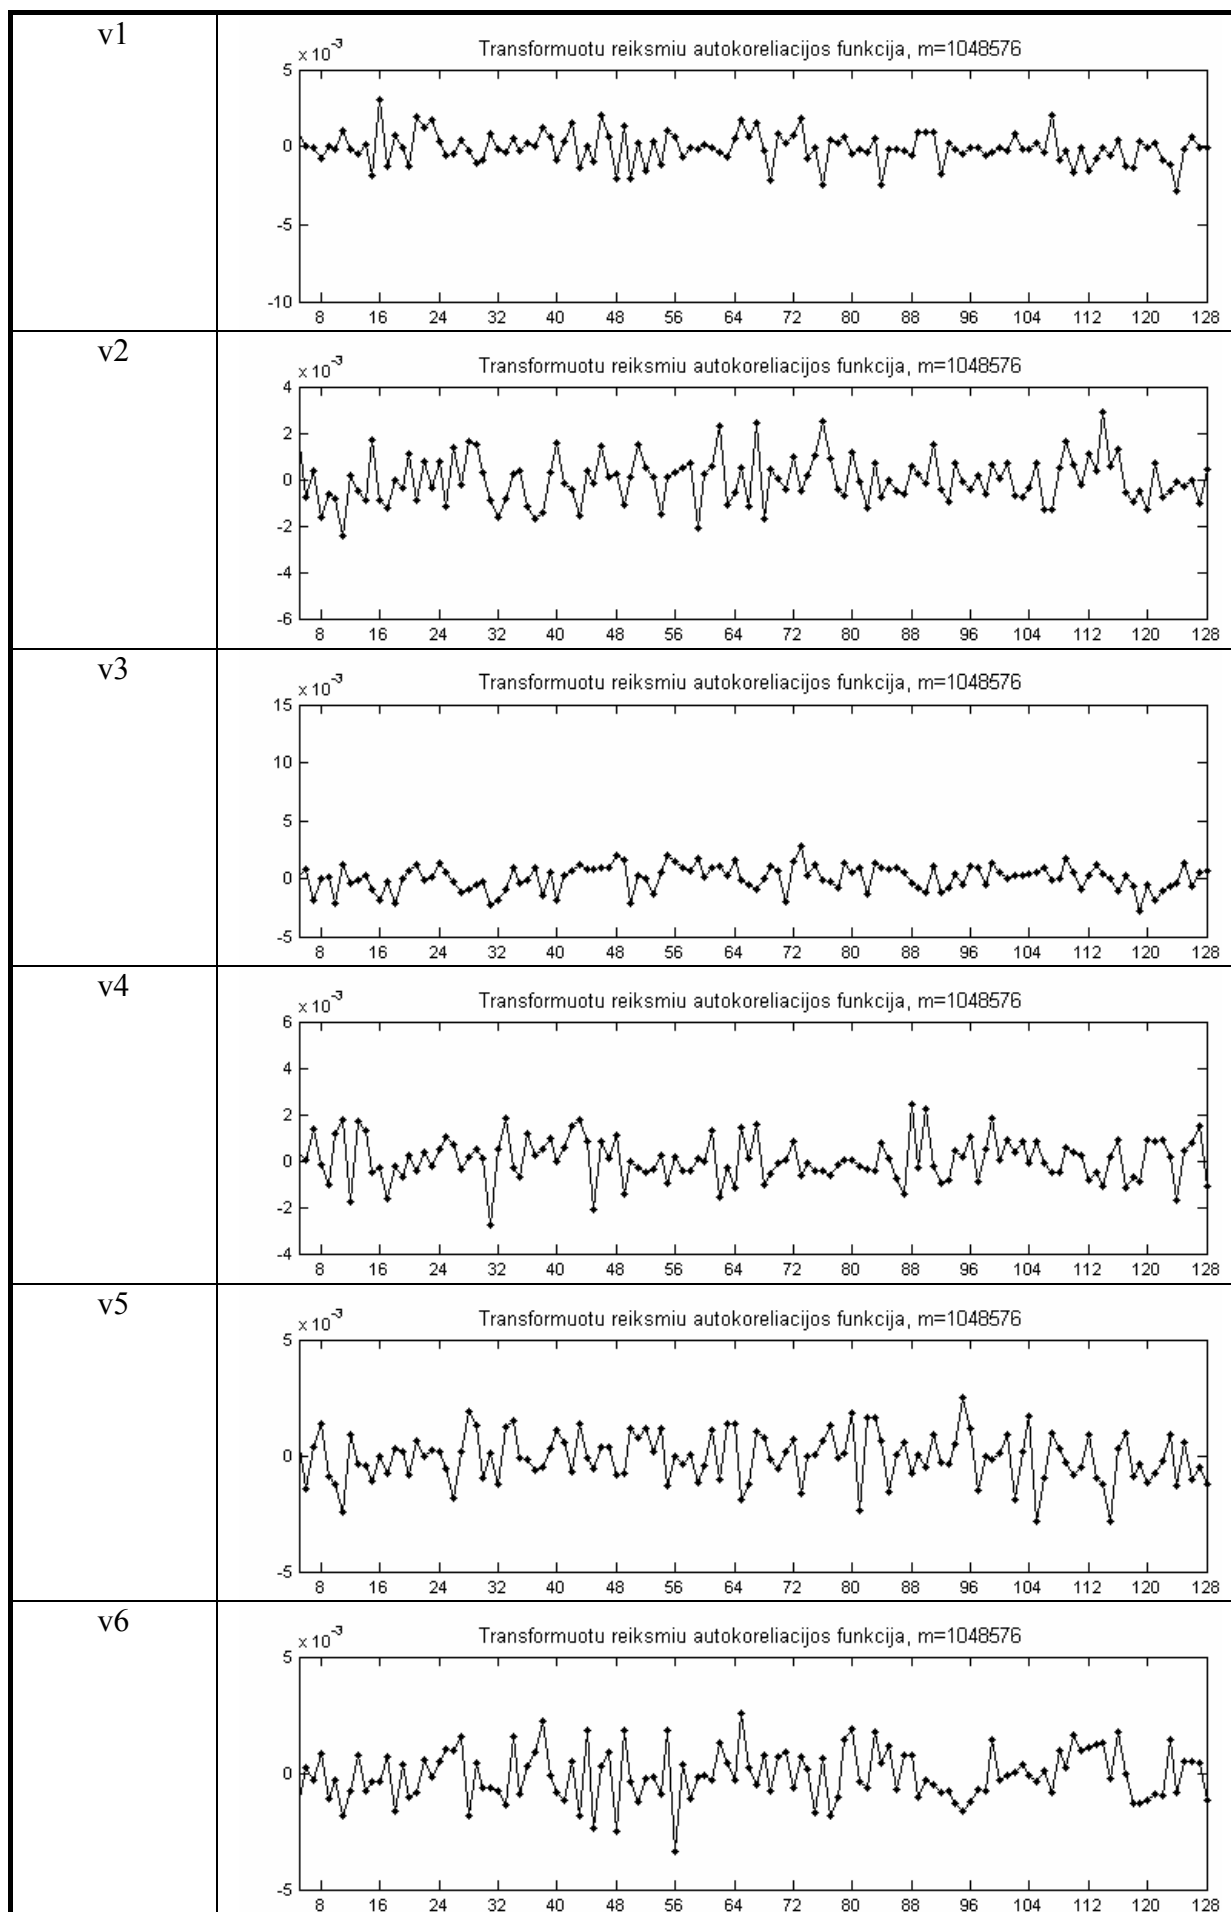 v1
× 10⁻³
Transformuotu reiksmiu autokoreliacijos funkcija, m=1048576
5
0
-5
-10
8 16 24 32 40 48 56 64 72 80 88 96 104 112 120 128
v2
× 10⁻³
Transformuotu reiksmiu autokoreliacijos funkcija, m=1048576
4
2
0
-2
-4
-6
8 16 24 32 40 48 56 64 72 80 88 96 104 112 120 128
v3
× 10⁻³
Transformuotu reiksmiu autokoreliacijos funkcija, m=1048576
15
10
5
0
-5
8 16 24 32 40 48 56 64 72 80 88 96 104 112 120 128
v4
× 10⁻³
Transformuotu reiksmiu autokoreliacijos funkcija, m=1048576
6
4
2
0
-2
-4
8 16 24 32 40 48 56 64 72 80 88 96 104 112 120 128
v5
× 10⁻³
Transformuotu reiksmiu autokoreliacijos funkcija, m=1048576
5
0
-5
8 16 24 32 40 48 56 64 72 80 88 96 104 112 120 128
v6
× 10⁻³
Transformuotu reiksmiu autokoreliacijos funkcija, m=1048576
5
0
-5
8 16 24 32 40 48 56 64 72 80 88 96 104 112 120 128